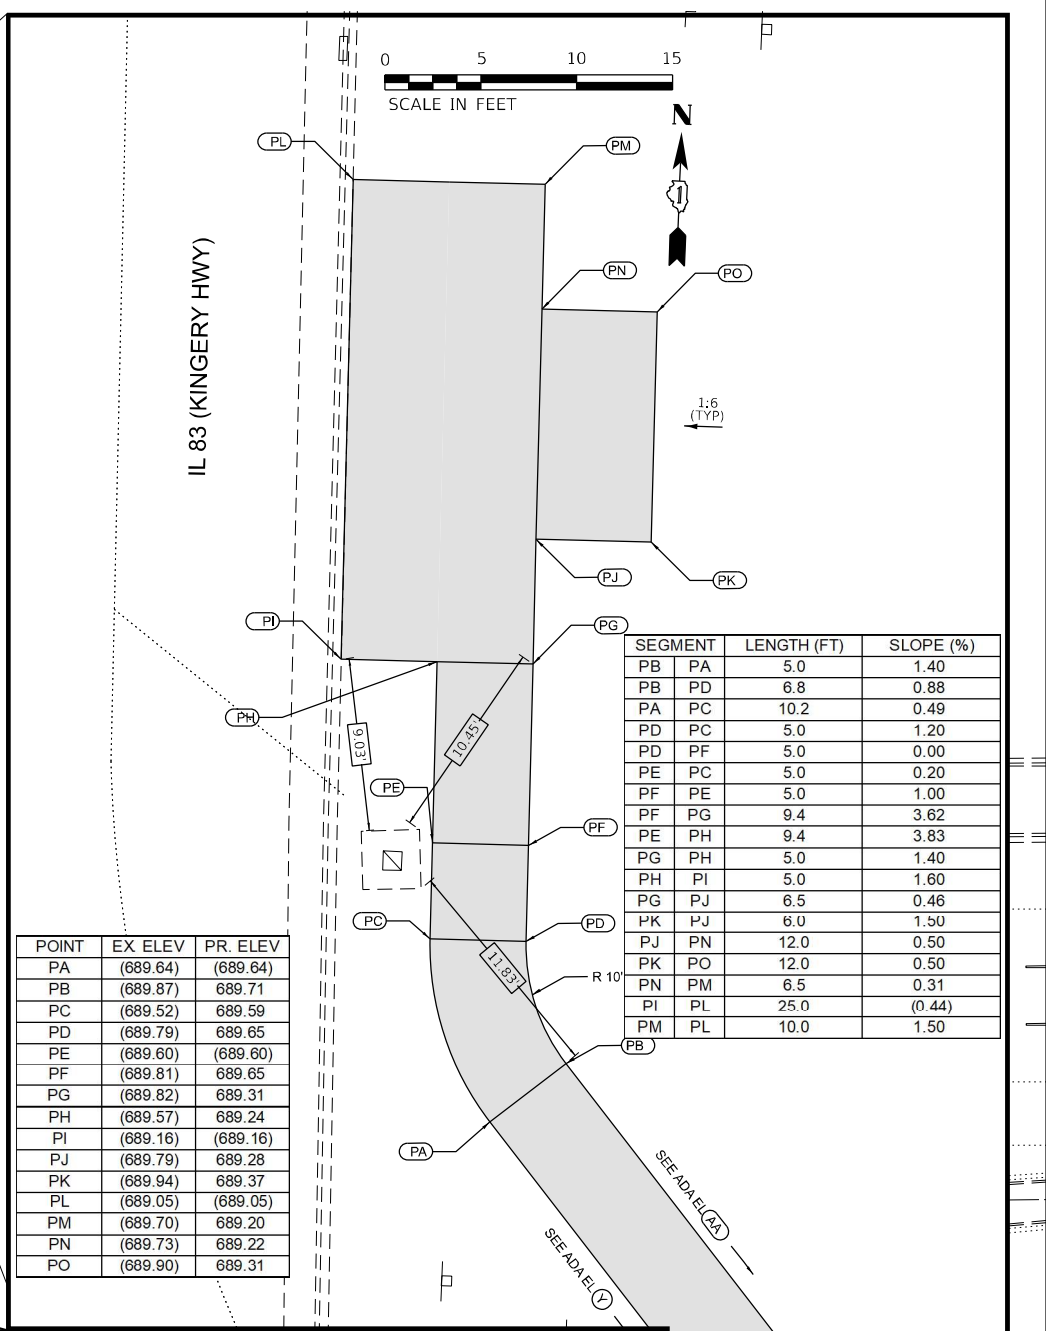 0 5 10 15
SCALE IN FEET
N
1
PL
PM
PN
PO
IL 83 (KINGERY HWY)
1:6
(TYP)
PJ
PK
PI
PG
PH
9.03'
10.45'
PE
PF
PC
PD
11.83'
R 10'
PB
PA
SEE ADA EL AA
SEE ADA EL Y
SEGMENT LENGTH (FT) SLOPE (%)
PB PA 5.0 1.40
PB PD 6.8 0.88
PA PC 10.2 0.49
PD PC 5.0 1.20
PD PF 5.0 0.00
PE PC 5.0 0.20
PF PE 5.0 1.00
PF PG 9.4 3.62
PE PH 9.4 3.83
PG PH 5.0 1.40
PH PI 5.0 1.60
PG PJ 6.5 0.46
PK PJ 6.0 1.50
PJ PN 12.0 0.50
PK PO 12.0 0.50
PN PM 6.5 0.31
PI PL 25.0 (0.44)
PM PL 10.0 1.50
POINT EX. ELEV PR. ELEV
PA (689.64) (689.64)
PB (689.87) 689.71
PC (689.52) 689.59
PD (689.79) 689.65
PE (689.60) (689.60)
PF (689.81) 689.65
PG (689.82) 689.31
PH (689.57) 689.24
PI (689.16) (689.16)
PJ (689.79) 689.28
PK (689.94) 689.37
PL (689.05) (689.05)
PM (689.70) 689.20
PN (689.73) 689.22
PO (689.90) 689.31